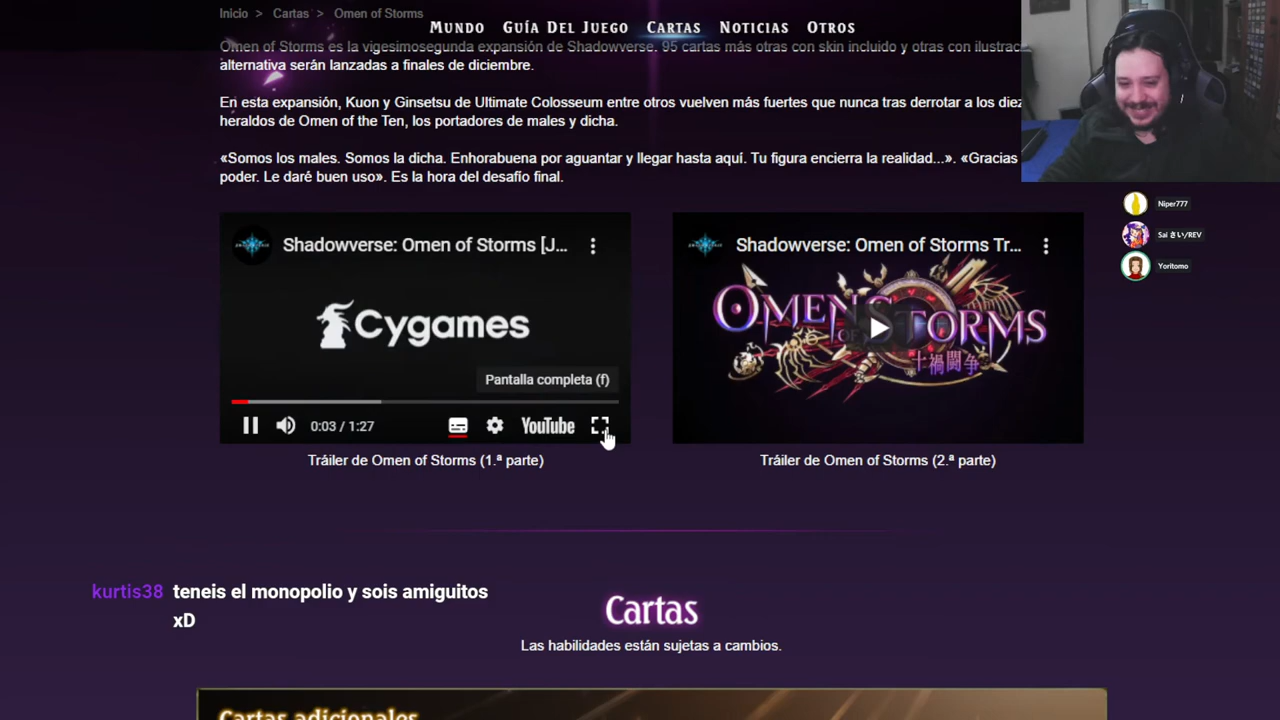 Inicio > Cartas > Omen of Storms
MUNDO GUÍA DEL JUEGO CARTAS NOTICIAS OTROS
Omen of Storms es la vigesimosegunda expansión de Shadowverse. 95 cartas más otras con skin incluido y otras con
alternativa serán lanzadas a finales de diciembre.
En esta expansión, Kuon y Ginsetsu de Ultimate Colosseum entre otros vuelven más fuertes que nunca tras derrotar a los
heraldos de Omen of the Ten, los portadores de males y dicha.
«Somos los males. Somos la dicha. Enhorabuena por aguantar y llegar hasta aquí. Tu figura encierra la realidad...». «Gracias
poder. Le daré buen uso». Es la hora del desafío final.
Niper777
Sai さい/REV
Yoritomo
Shadowverse: Omen of Storms [J...
Cygames
Pantalla completa (f)
0:03 / 1:27
YouTube
Tráiler de Omen of Storms (1.ª parte)
Shadowverse: Omen of Storms Tr...
OMEN OF STORMS
十禍闘争
Tráiler de Omen of Storms (2.ª parte)
kurtis38 teneis el monopolio y sois amiguitos
xD
Cartas
Las habilidades están sujetas a cambios.
Cartas adicionales